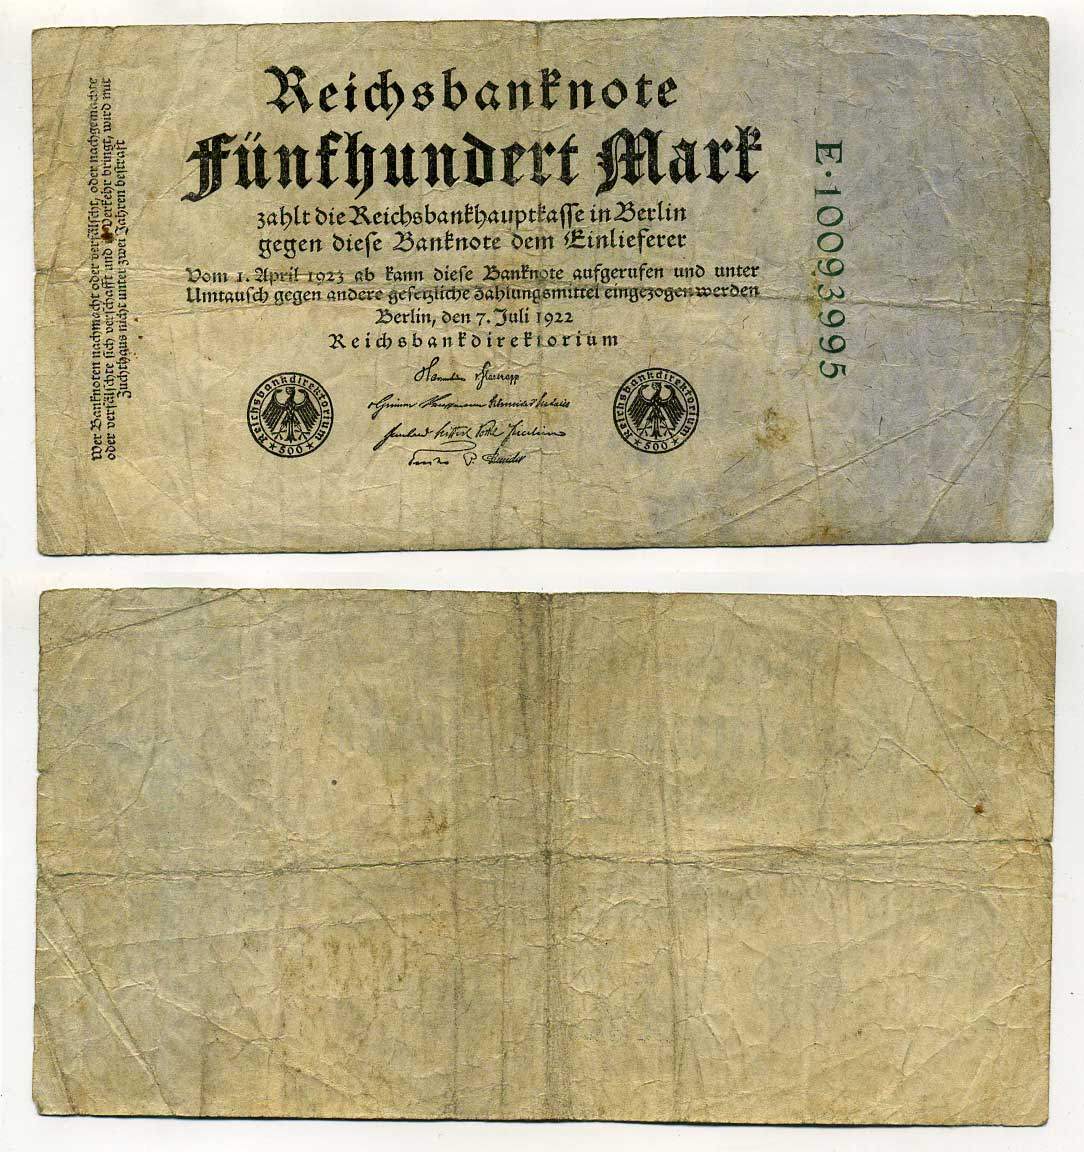 Reichsbanknote
Fünfhundert Mark
zahlt die Reichsbankhauptkasse in Berlin
gegen diese Banknote dem Einlieferer
Vom 1. April 1923 ab kann diese Banknote aufgerufen und unter
Umtausch gegen andere gesetzliche Zahlungsmittel eingezogen werden
Berlin, den 7. Juli 1922
Reichsbankdirektorium
Reichsbankdirektorium
500
Reichsbankdirektorium
500
Wer Banknoten nachmacht oder verfälscht, oder nachgemachte
oder verfälschte sich verschafft und in Verkehr bringt, wird mit
Zuchthaus nicht unter zwei Jahren bestraft
E·10093995